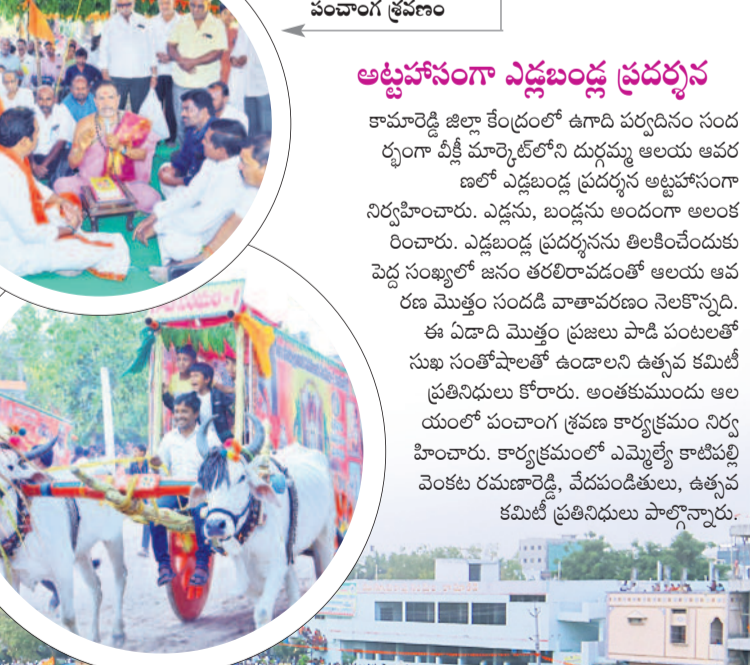 పంచాంగ శ్రవణం
అట్టహాసంగా ఎడ్లబండ్ల ప్రదర్శన
కామారెడ్డి జిల్లా కేంద్రంలో ఉగాది పర్వదినం సంద
ర్భంగా వీక్లీ మార్కెట్‌లోని దుర్గమ్మ ఆలయ ఆవర
ణలో ఎడ్లబండ్ల ప్రదర్శన అట్టహాసంగా
నిర్వహించారు. ఎడ్లను, బండ్లను అందంగా అలంక
రించారు. ఎడ్లబండ్ల ప్రదర్శనను తిలకించేందుకు
పెద్ద సంఖ్యలో జనం తరలిరావడంతో ఆలయ ఆవ
రణ మొత్తం సందడి వాతావరణం నెలకొన్నది.
ఈ ఏడాది మొత్తం ప్రజలు పాడి పంటలతో
సుఖ సంతోషాలతో ఉండాలని ఉత్సవ కమిటీ
ప్రతినిధులు కోరారు. అంతకుముందు ఆల
యంలో పంచాంగ శ్రవణ కార్యక్రమం నిర్వ
హించారు. కార్యక్రమంలో ఎమ్మెల్యే కాటిపల్లి
వెంకట రమణారెడ్డి, వేదపండితులు, ఉత్సవ
కమిటీ ప్రతినిధులు పాల్గొన్నారు.